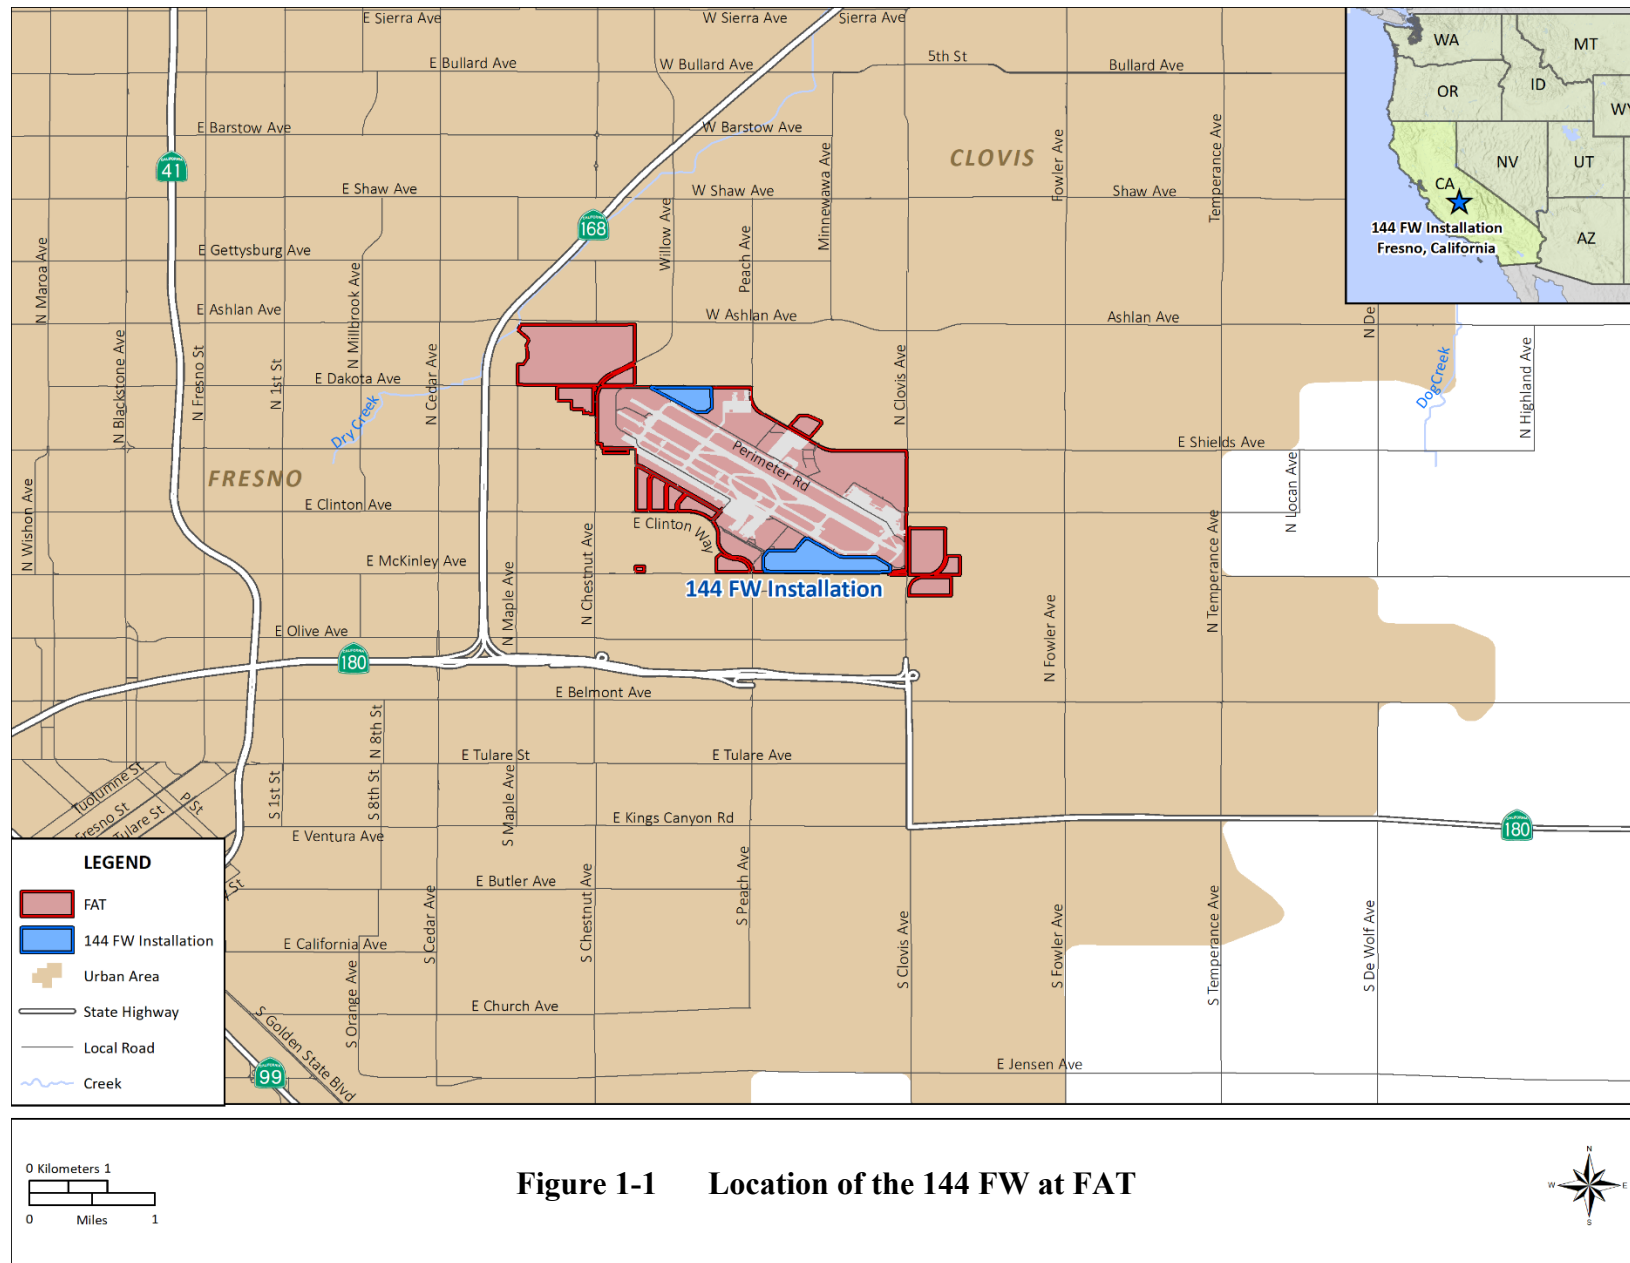 E Sierra Ave
W Sierra Ave
Sierra Ave
E Bullard Ave
W Bullard Ave
5th St
Bullard Ave
E Barstow Ave
W Barstow Ave
CALIFORNIA
41
E Shaw Ave
W Shaw Ave
Shaw Ave
CLOVIS
CALIFORNIA
168
Minnewawa Ave
Fowler Ave
Temperance Ave
N Maroa Ave
E Gettysburg Ave
N Millbrook Ave
Willow Ave
Peach Ave
E Ashlan Ave
W Ashlan Ave
Ashlan Ave
N De
N Blackstone Ave
N Fresno St
N 1st St
E Dakota Ave
N Cedar Ave
N Clovis Ave
Dry Creek
DogCreek
N Highland Ave
E Shields Ave
Perimeter Rd
FRESNO
N Wishon Ave
E Clinton Ave
E Clinton Way
N Locan Ave
E McKinley Ave
N Maple Ave
N Chestnut Ave
144 FW Installation
N Temperance Ave
N Fowler Ave
E Olive Ave
CALIFORNIA
180
E Belmont Ave
N 8th St
E Tulare St
E Tulare Ave
Tuolumne St
Fresno St
Tulare St
P St
S 1st St
S 8th St
S Maple Ave
E Kings Canyon Rd
E Ventura Ave
CALIFORNIA
180
St
E Butler Ave
S Peach Ave
S Cedar Ave
S Chestnut Ave
S Clovis Ave
S Fowler Ave
S Temperance Ave
S De Wolf Ave
E California Ave
S Orange Ave
E Church Ave
S Golden State Blvd
E Jensen Ave
CALIFORNIA
99
WA
MT
OR
ID
WY
NV
UT
CA
AZ
144 FW Installation
Fresno, California
LEGEND
FAT
144 FW Installation
Urban Area
State Highway
Local Road
Creek
0 Kilometers 1
0 Miles 1
Figure 1-1 Location of the 144 FW at FAT
N
W E
S